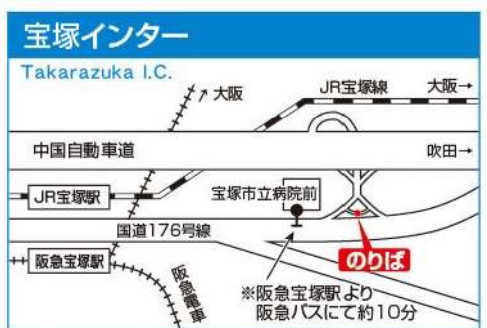 宝塚インター
Takarazuka I.C.
↗大阪
JR宝塚線
大阪→
中国自動車道
吹田→
JR宝塚駅
宝塚市立病院前
国道176号線
のりば
阪急宝塚駅
阪急電車
※阪急宝塚駅より
阪急バスにて約10分